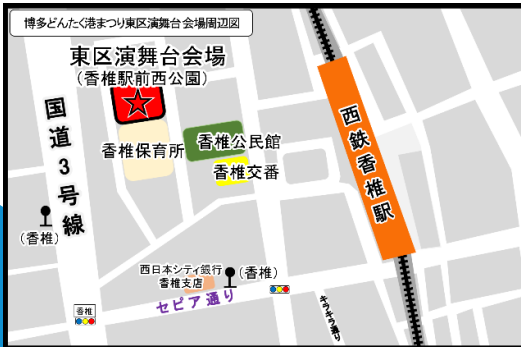 博多どんたく港まつり東区演舞台会場周辺図
東区演舞台会場
(香椎駅前西公園)
国道3号線
香椎保育所
香椎公民館
香椎交番
西鉄香椎駅
(香椎)
西日本シティ銀行
香椎支店
(香椎)
セピア通り
香椎
キラキラ通り